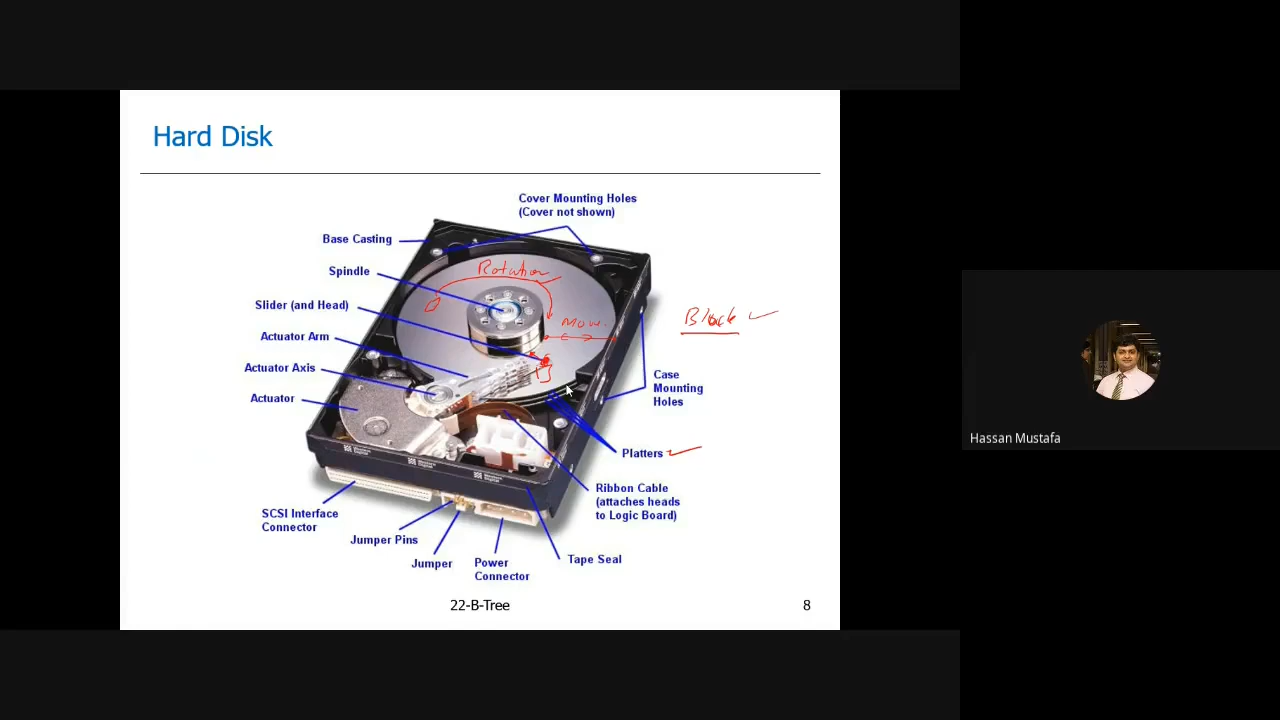 Hard Disk
Cover Mounting Holes
(Cover not shown)
Base Casting
Spindle
Rotation
Slider (and Head)
Mov.
Block
Actuator Arm
Actuator Axis
Case
Mounting
Holes
Actuator
Platters
Ribbon Cable
(attaches heads
to Logic Board)
SCSI Interface
Connector
Jumper Pins
Jumper
Power
Connector
Tape Seal
22-B-Tree
8
Hassan Mustafa